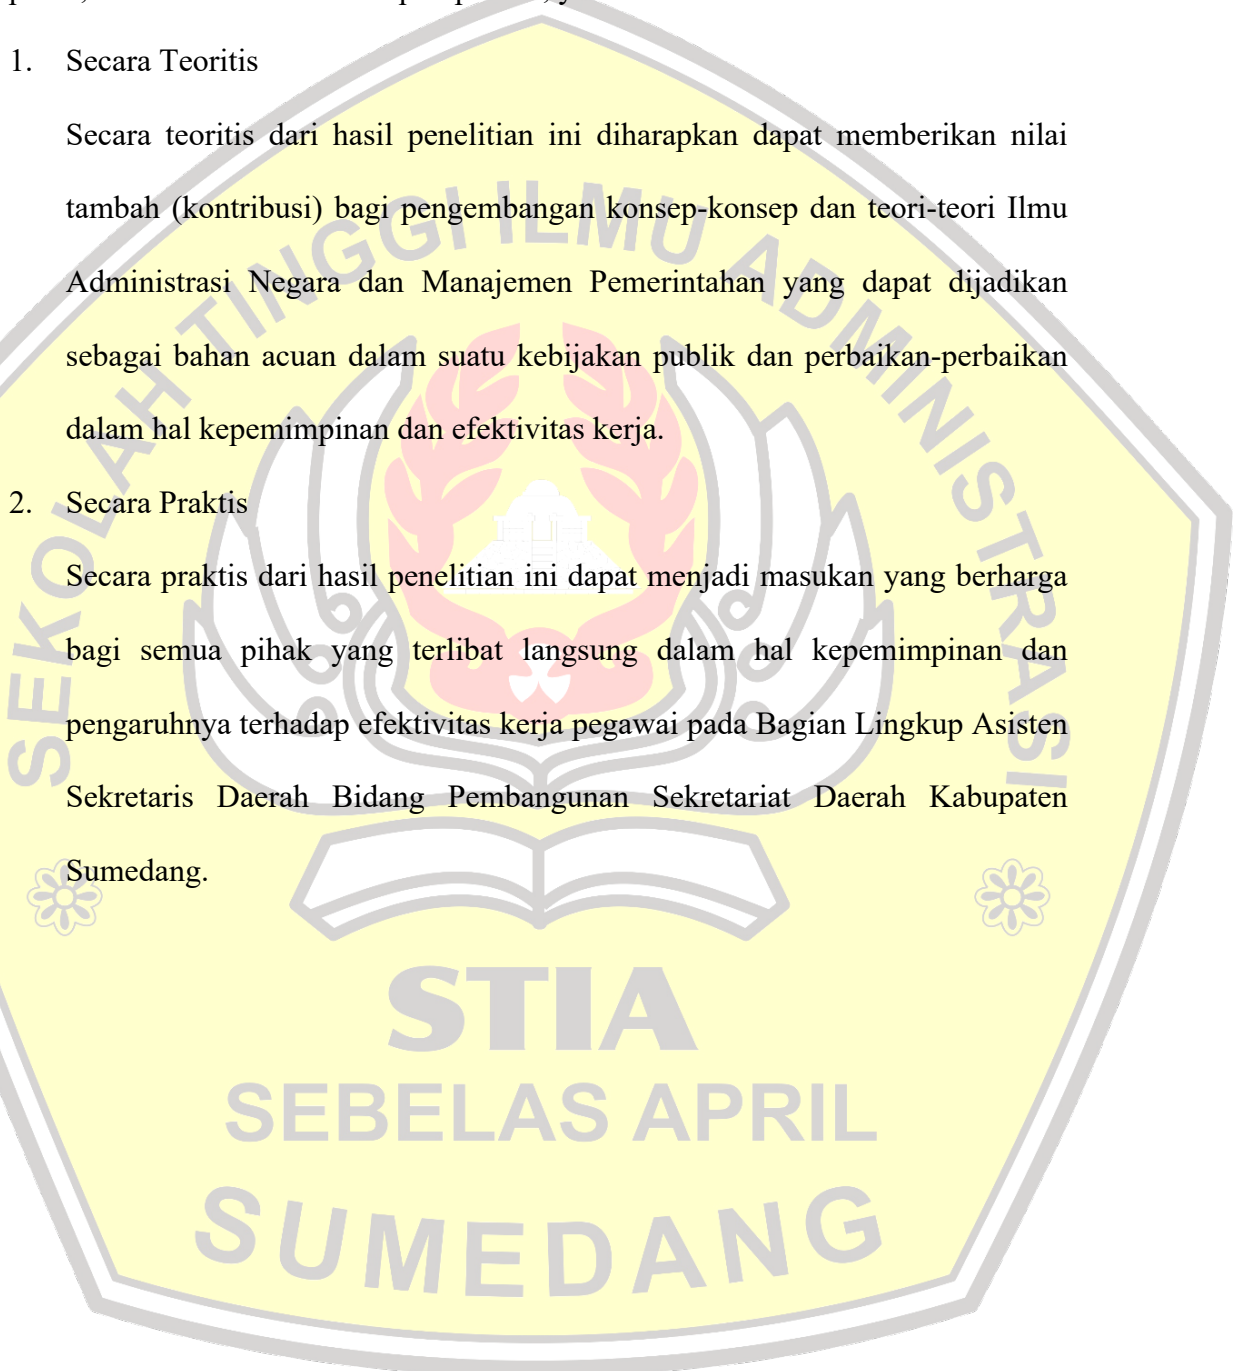 1. Secara Teoritis
Secara teoritis dari hasil penelitian ini diharapkan dapat memberikan nilai
tambah (kontribusi) bagi pengembangan konsep-konsep dan teori-teori Ilmu
Administrasi Negara dan Manajemen Pemerintahan yang dapat dijadikan
sebagai bahan acuan dalam suatu kebijakan publik dan perbaikan-perbaikan
dalam hal kepemimpinan dan efektivitas kerja.
2. Secara Praktis
Secara praktis dari hasil penelitian ini dapat menjadi masukan yang berharga
bagi semua pihak yang terlibat langsung dalam hal kepemimpinan dan
pengaruhnya terhadap efektivitas kerja pegawai pada Bagian Lingkup Asisten
Sekretaris Daerah Bidang Pembangunan Sekretariat Daerah Kabupaten
Sumedang.
SEKOLAH TINGGI ILMU ADMINISTRASI
STIA
SEBELAS APRIL
SUMEDANG